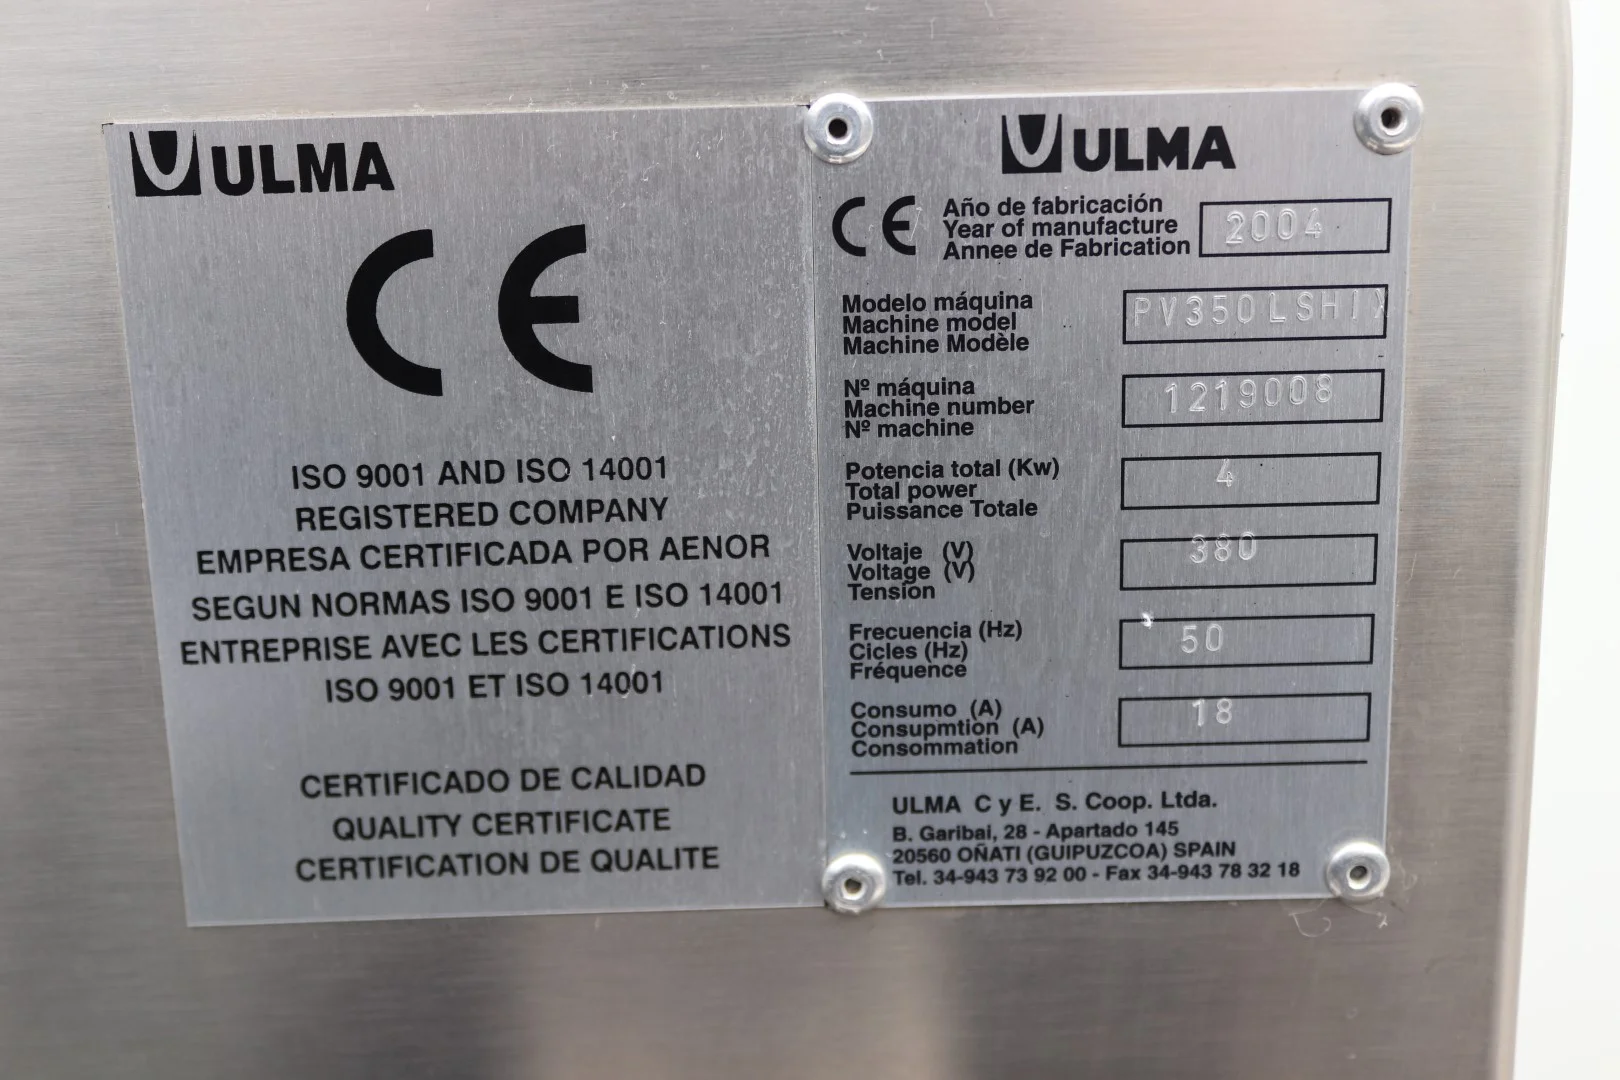 ULMA
CE
ISO 9001 AND ISO 14001
REGISTERED COMPANY
EMPRESA CERTIFICADA POR AENOR
SEGUN NORMAS ISO 9001 E ISO 14001
ENTREPRISE AVEC LES CERTIFICATIONS
ISO 9001 ET ISO 14001
CERTIFICADO DE CALIDAD
QUALITY CERTIFICATE
CERTIFICATION DE QUALITE
ULMA
CE
Año de fabricación
Year of manufacture
Annee de Fabrication
2004
Modelo máquina
Machine model
Machine Modèle
PV350LSHIX
Nº máquina
Machine number
Nº machine
1219008
Potencia total (Kw)
Total power
Puissance Totale
4
Voltaje (V)
Voltage (V)
Tension
380
Frecuencia (Hz)
Cicles (Hz)
Fréquence
50
Consumo (A)
Consupmtion (A)
Consommation
18
ULMA C y E. S. Coop. Ltda.
B. Garibai, 28 - Apartado 145
20560 OÑATI (GUIPUZCOA) SPAIN
Tel. 34-943 73 92 00 - Fax 34-943 78 32 18